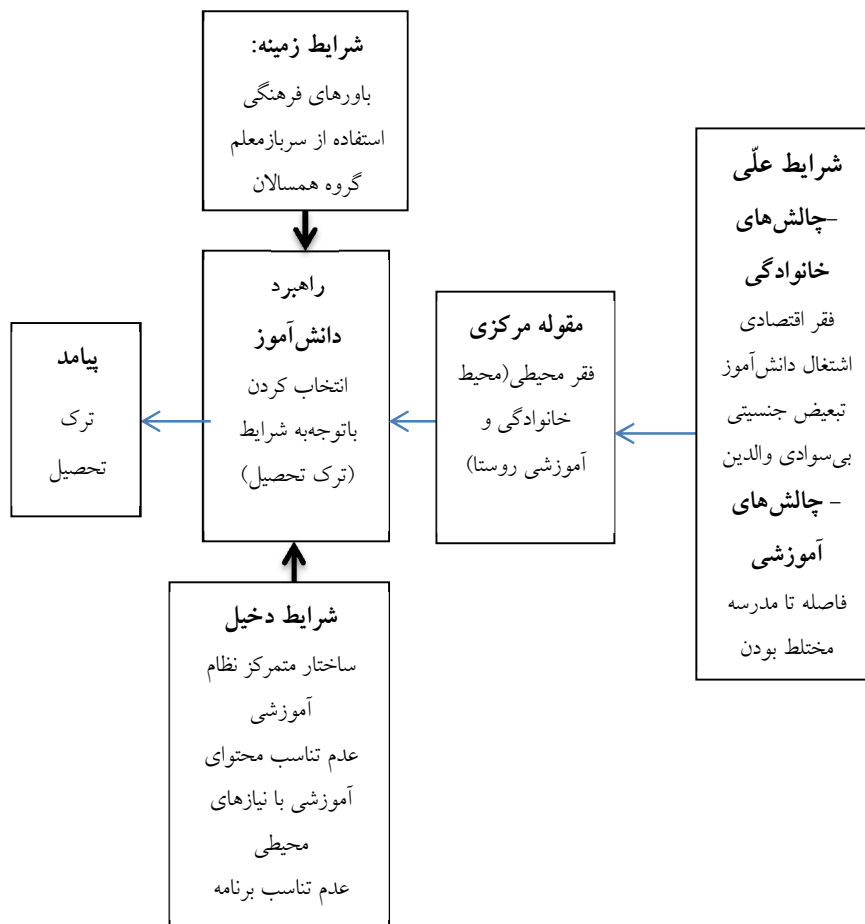 شرایط زمینه:
باورهای فرهنگی
استفاده از سربازمعلم
گروه همسالان
شرایط علّی
–چالش‌های
خانوادگی
فقر اقتصادی
اشتغال دانش‌آموز
تبعیض جنسیتی
بی‌سوادی والدین
– چالش‌های
آموزشی
فاصله تا مدرسه
مختلط بودن
مقوله مرکزی
فقر محیطی(محیط
خانوادگی و
آموزشی روستا)
راهبرد
دانش‌آموز
انتخاب کردن
باتوجه‌به شرایط
(ترک تحصیل)
پیامد
ترک
تحصیل
شرایط دخیل
ساختار متمرکز نظام
آموزشی
عدم تناسب محتوای
آموزشی با نیازهای
محیطی
عدم تناسب برنامه